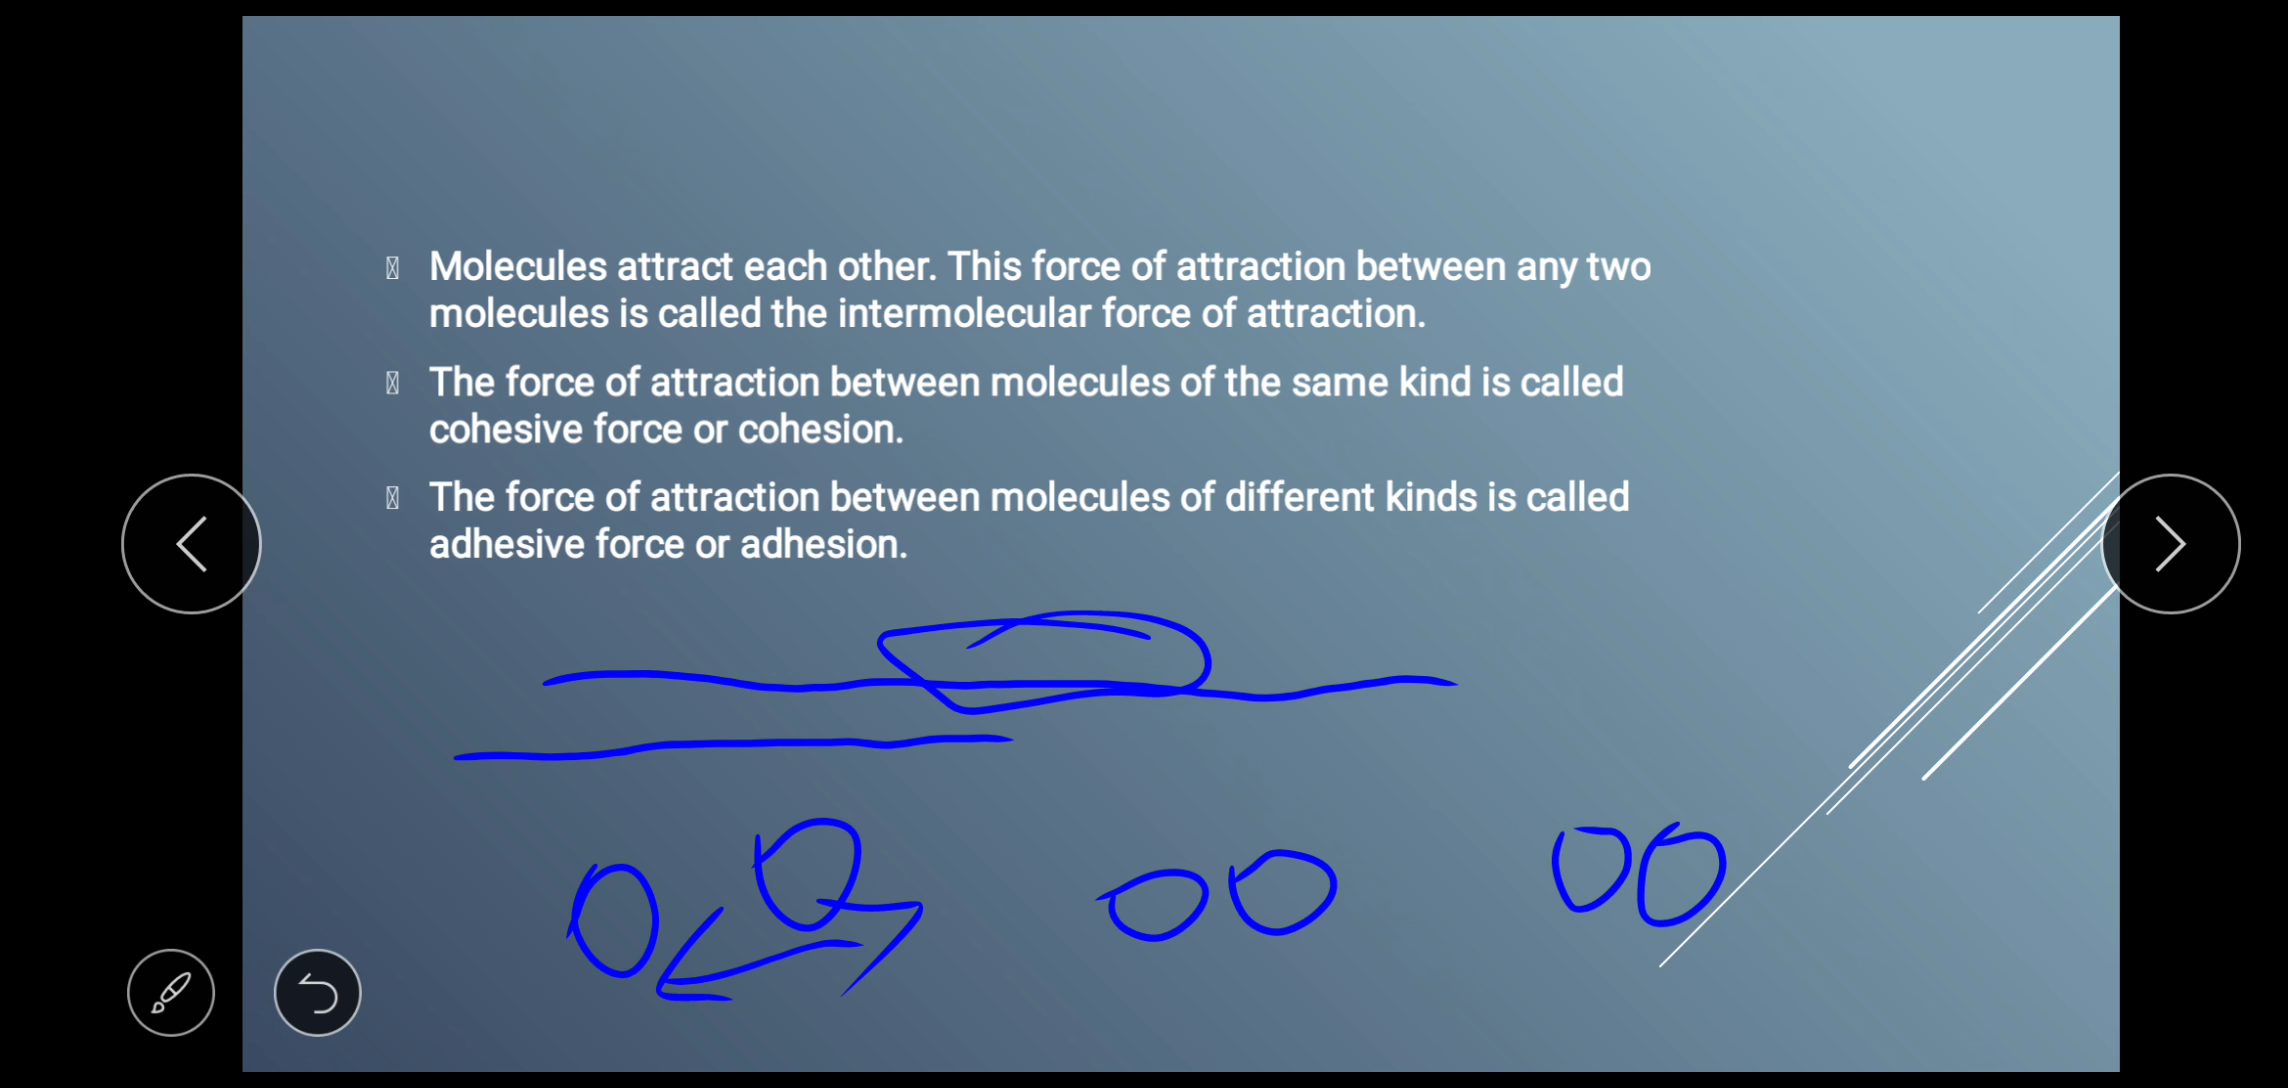 Molecules attract each other. This force of attraction between any two
molecules is called the intermolecular force of attraction.
The force of attraction between molecules of the same kind is called
cohesive force or cohesion.
The force of attraction between molecules of different kinds is called
adhesive force or adhesion.